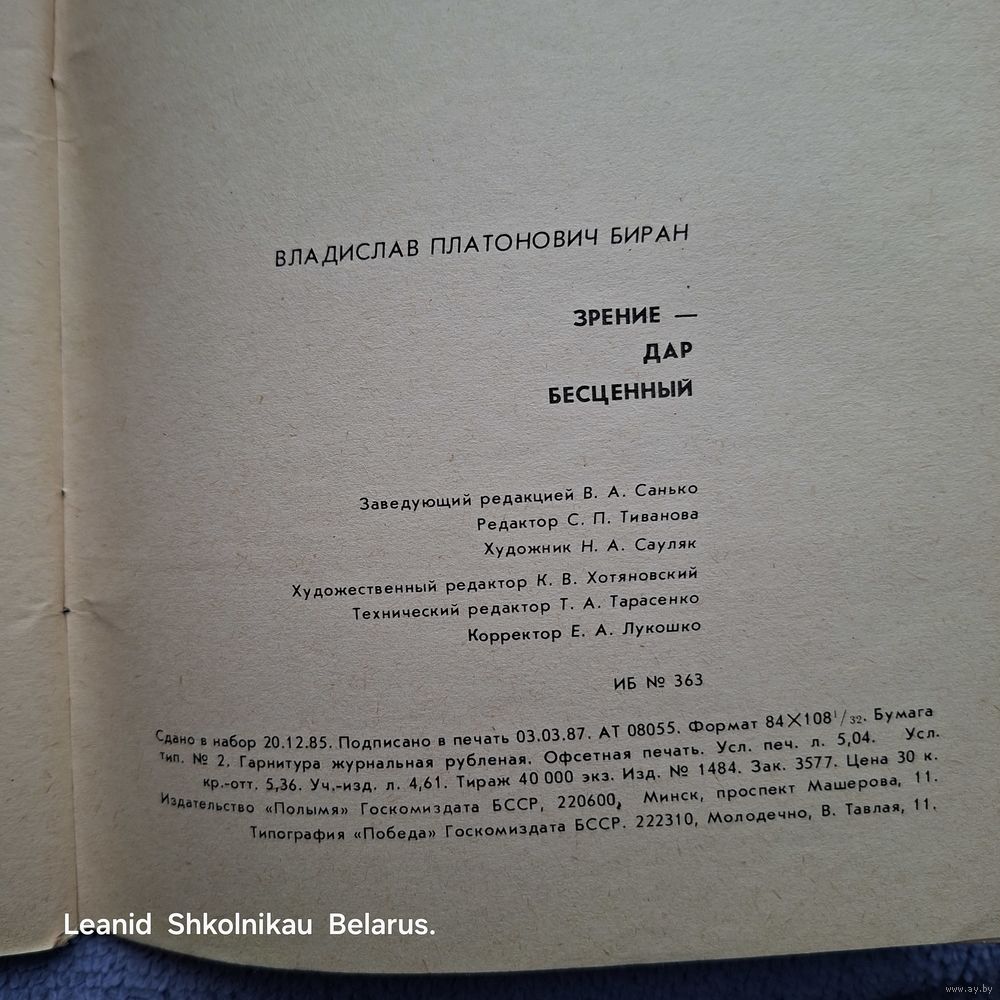 ВЛАДИСЛАВ ПЛАТОНОВИЧ БИРАН
ЗРЕНИЕ —
ДАР
БЕСЦЕННЫЙ
Заведующий редакцией В. А. Санько
Редактор С. П. Тиванова
Художник Н. А. Сауляк
Художественный редактор К. В. Хотяновский
Технический редактор Т. А. Тарасенко
Корректор Е. А. Лукошко
ИБ № 363
Сдано в набор 20.12.85. Подписано в печать 03.03.87. АТ 08055. Формат 84×108¹/₃₂. Бумага
тип. № 2. Гарнитура журнальная рубленая. Офсетная печать. Усл. печ. л. 5,04. Усл.
кр.-отт. 5,36. Уч.-изд. л. 4,61. Тираж 40 000 экз. Изд. № 1484. Зак. 3577. Цена 30 к.
Издательство «Полымя» Госкомиздата БССР, 220600, Минск, проспект Машерова, 11.
Типография «Победа» Госкомиздата БССР. 222310, Молодечно, В. Тавлая, 11.
Leanid Shkolnikau Belarus.
www.ay.by